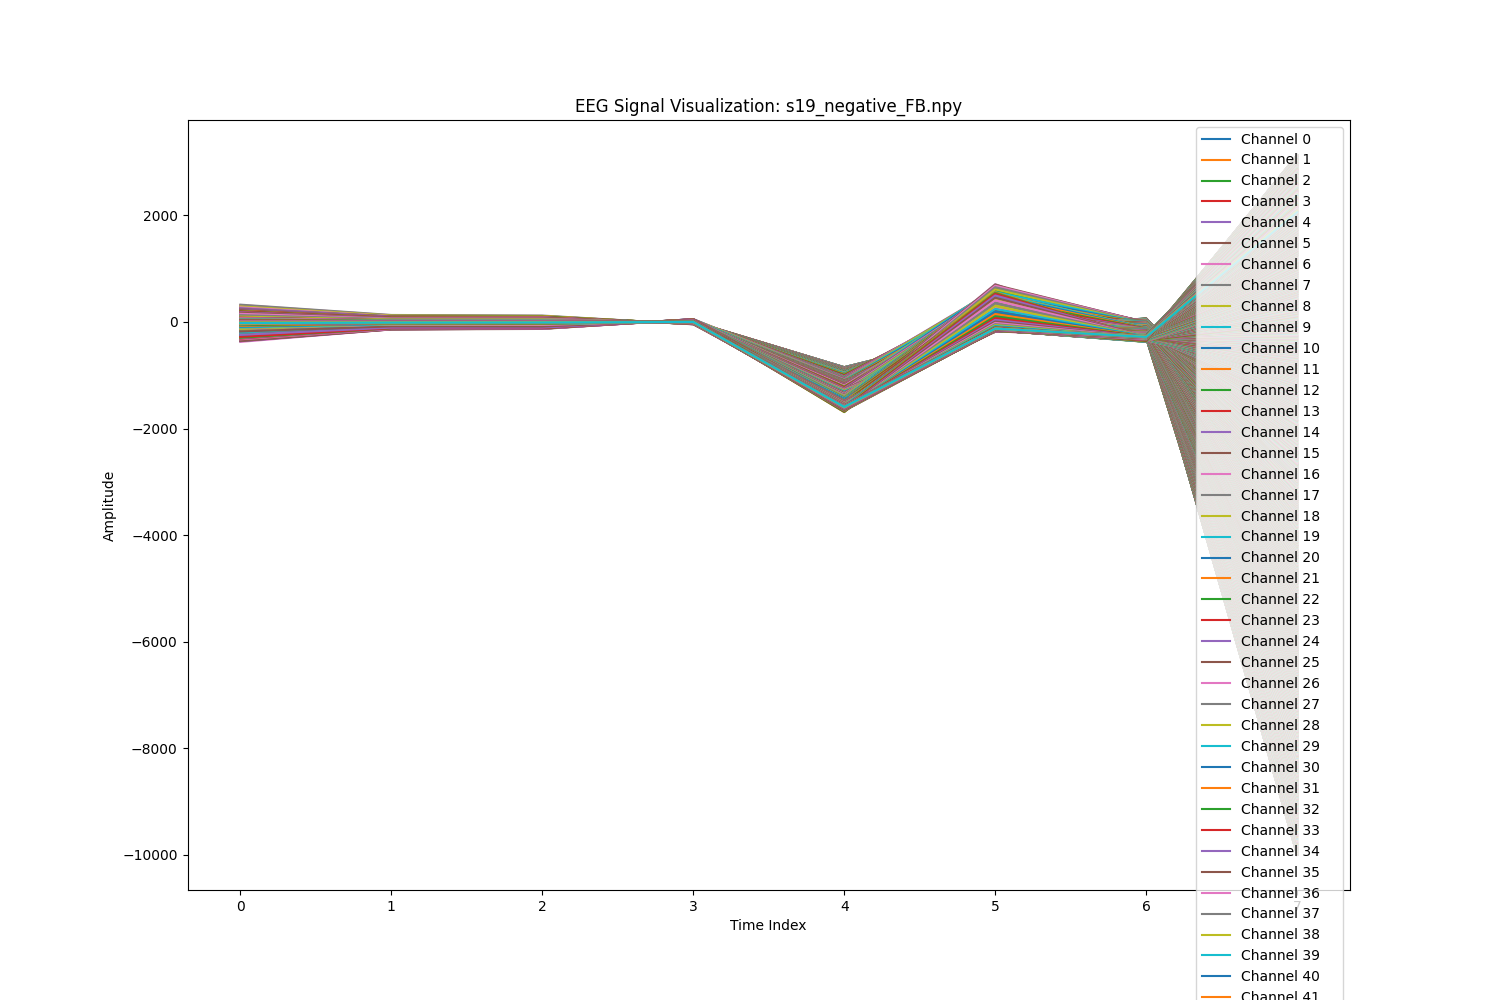 EEG Signal Visualization: s19_negative_FB.npy
Amplitude
2000
0
−2000
−4000
−6000
−8000
−10000
0 1 2 3 4 5 6 7
Time Index
Channel 0
Channel 1
Channel 2
Channel 3
Channel 4
Channel 5
Channel 6
Channel 7
Channel 8
Channel 9
Channel 10
Channel 11
Channel 12
Channel 13
Channel 14
Channel 15
Channel 16
Channel 17
Channel 18
Channel 19
Channel 20
Channel 21
Channel 22
Channel 23
Channel 24
Channel 25
Channel 26
Channel 27
Channel 28
Channel 29
Channel 30
Channel 31
Channel 32
Channel 33
Channel 34
Channel 35
Channel 36
Channel 37
Channel 38
Channel 39
Channel 40
Channel 41